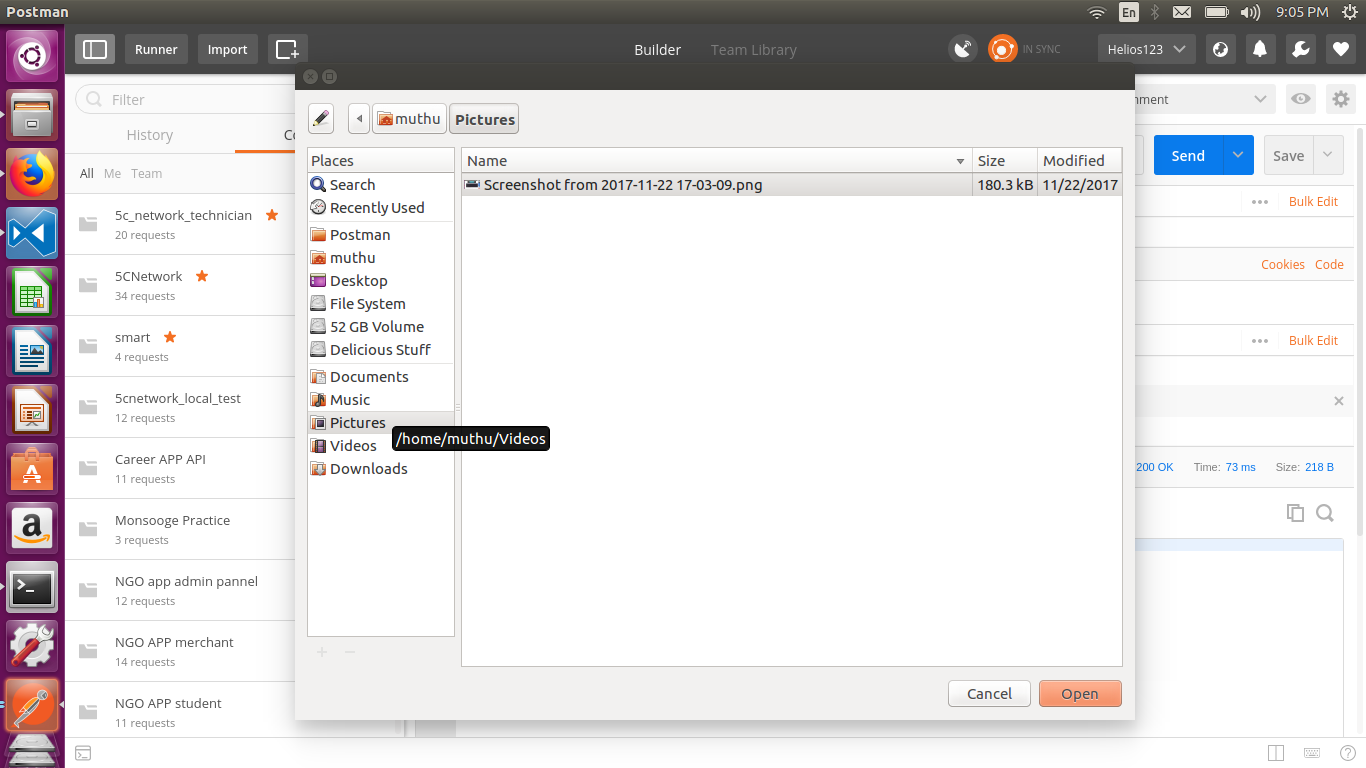 Postman
En
9:05 PM
Runner
Import
Builder
Team Library
IN SYNC
Helios123
Filter
nment
History
Co
All Me Team
Send
Save
5c_network_technician
20 requests
5CNetwork
34 requests
smart
4 requests
5cnetwork_local_test
12 requests
Career APP API
11 requests
Monsooge Practice
3 requests
NGO app admin pannel
12 requests
NGO APP merchant
14 requests
NGO APP student
11 requests
muthu
Pictures
Places
Search
Recently Used
Postman
muthu
Desktop
File System
52 GB Volume
Delicious Stuff
Documents
Music
Pictures
Videos
Downloads
/home/muthu/Videos
Name Size Modified
Screenshot from 2017-11-22 17-03-09.png 180.3 kB 11/22/2017
Cancel
Open
Bulk Edit
Cookies Code
Bulk Edit
200 OK Time: 73 ms Size: 218 B